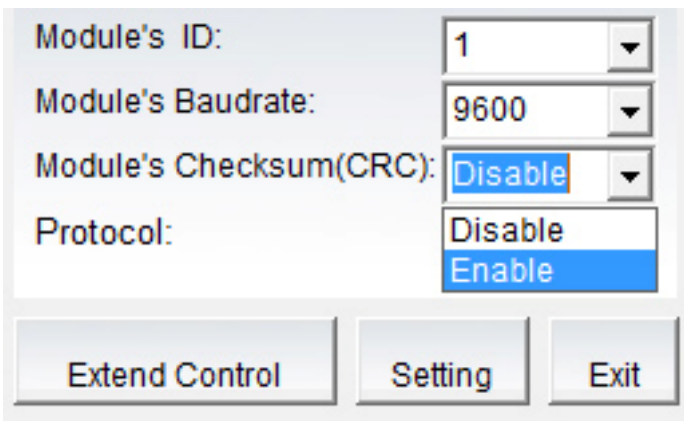 Module's ID: 1
Module's Baudrate: 9600
Module's Checksum(CRC): Disable
Protocol: Disable
Enable
Extend Control Setting Exit